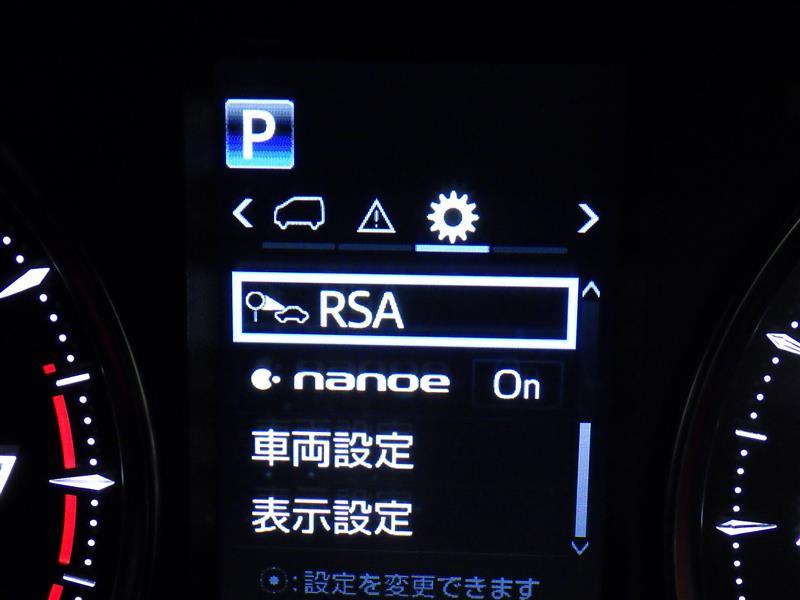 P
RSA
nanoe On
車両設定
表示設定
:設定を変更できます